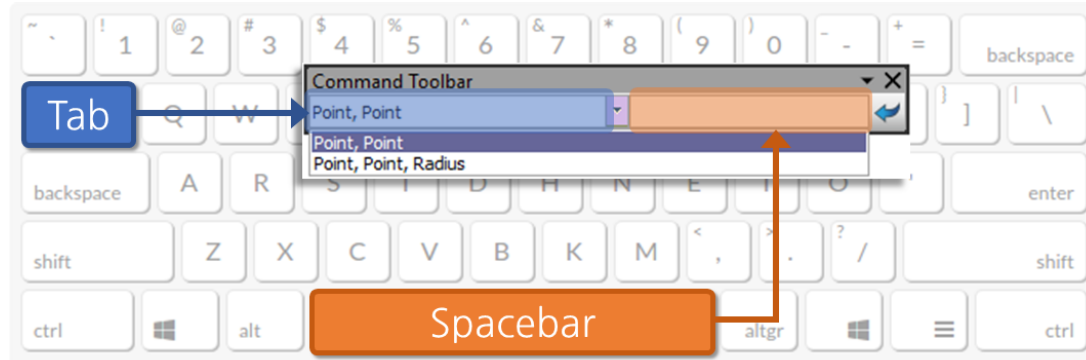 ~ ` ! 1 @ 2 # 3 $ 4 % 5 ^ 6 & 7 * 8 ( 9 ) 0 _ - + = backspace
Command Toolbar
Tab Q W } ] | \
Point, Point
Point, Point
Point, Point, Radius
backspace A R S T D H N E I O ' enter
shift Z X C V B K M < , > . ? / shift
ctrl alt Spacebar altgr ctrl